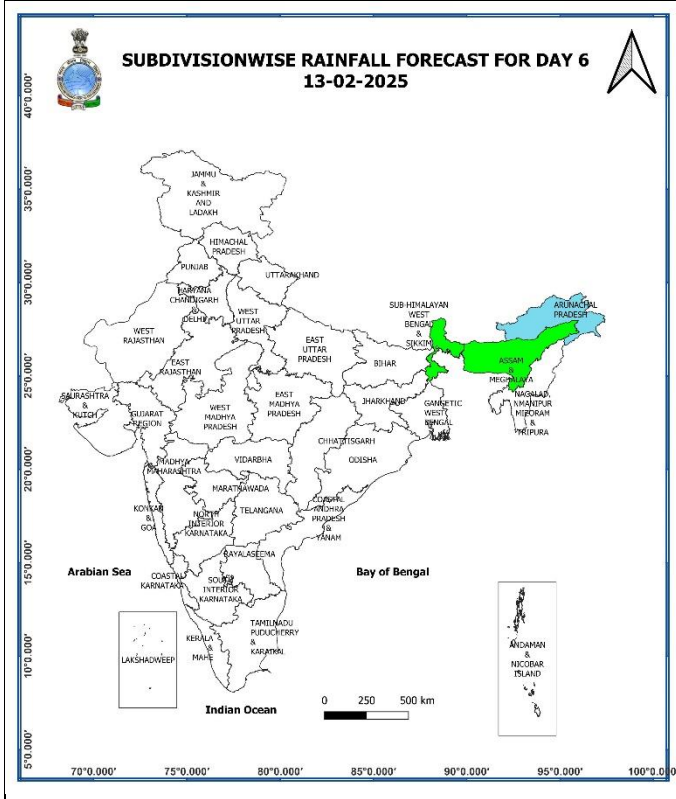 SUBDIVISIONWISE RAINFALL FORECAST FOR DAY 6
13-02-2025
40°0.000'
35°0.000'
30°0.000'
25°0.000'
20°0.000'
15°0.000'
10°0.000'
5°0.000'
JAMMU
&
KASHMIR
AND
LADAKH
HIMACHAL
PRADESH
PUNJAB
UTTARAKHAND
HARYANA
CHANDIGARH
&
DELHI
WEST
UTTAR
PRADESH
WEST
RAJASTHAN
EAST
RAJASTHAN
EAST
UTTAR
PRADESH
BIHAR
SUB-HIMALAYAN
WEST
BENGAL
&
SIKKIM
ARUNACHAL
PRADESH
ASSAM
&
MEGHALAYA
NAGALAD
MANIPUR
MIZORAM
&
TRIPURA
SAURASHTRA
&
KUTCH
GUJARAT
REGION
WEST
MADHYA
PRADESH
EAST
MADHYA
PRADESH
JHARKHAND
GANGETIC
WEST
BENGAL
CHHATTISGARH
ODISHA
MADHYA
MAHARASHTRA
VIDARBHA
MARATHAWADA
KONKAN
&
GOA
NORTH
INTERIOR
KARNATAKA
TELANGANA
COASTAL
ANDHRA
PRADESH
&
YANAM
RAYALASEEMA
Arabian Sea
Bay of Bengal
COASTAL
KARNATAKA
SOUTH
INTERIOR
KARNATAKA
TAMILNADU
PUDUCHERRY
&
KARAIKAL
KERALA
&
MAHE
LAKSHADWEEP
ANDAMAN
&
NICOBAR
ISLAND
Indian Ocean
0 250 500 km
70°0.000' 75°0.000' 80°0.000' 85°0.000' 90°0.000' 95°0.000' 100°0.000'